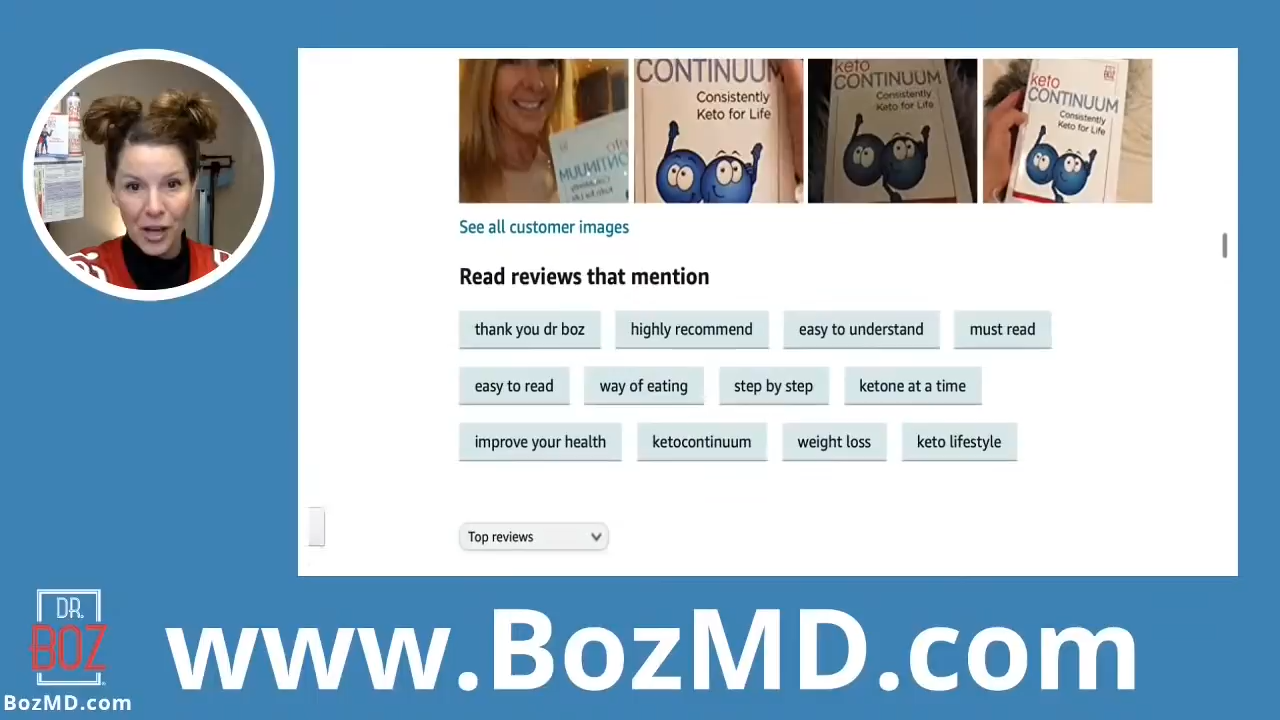 CONTINUUM
Consistently
Keto for Life
keto
CONTINUUM
Consistently
Keto for Life
keto
CONTINUUM
Consistently
Keto for Life
See all customer images
Read reviews that mention
thank you dr boz
highly recommend
easy to understand
must read
easy to read
way of eating
step by step
ketone at a time
improve your health
ketocontinuum
weight loss
keto lifestyle
Top reviews
DR.
BOZ
BozMD.com
www.BozMD.com